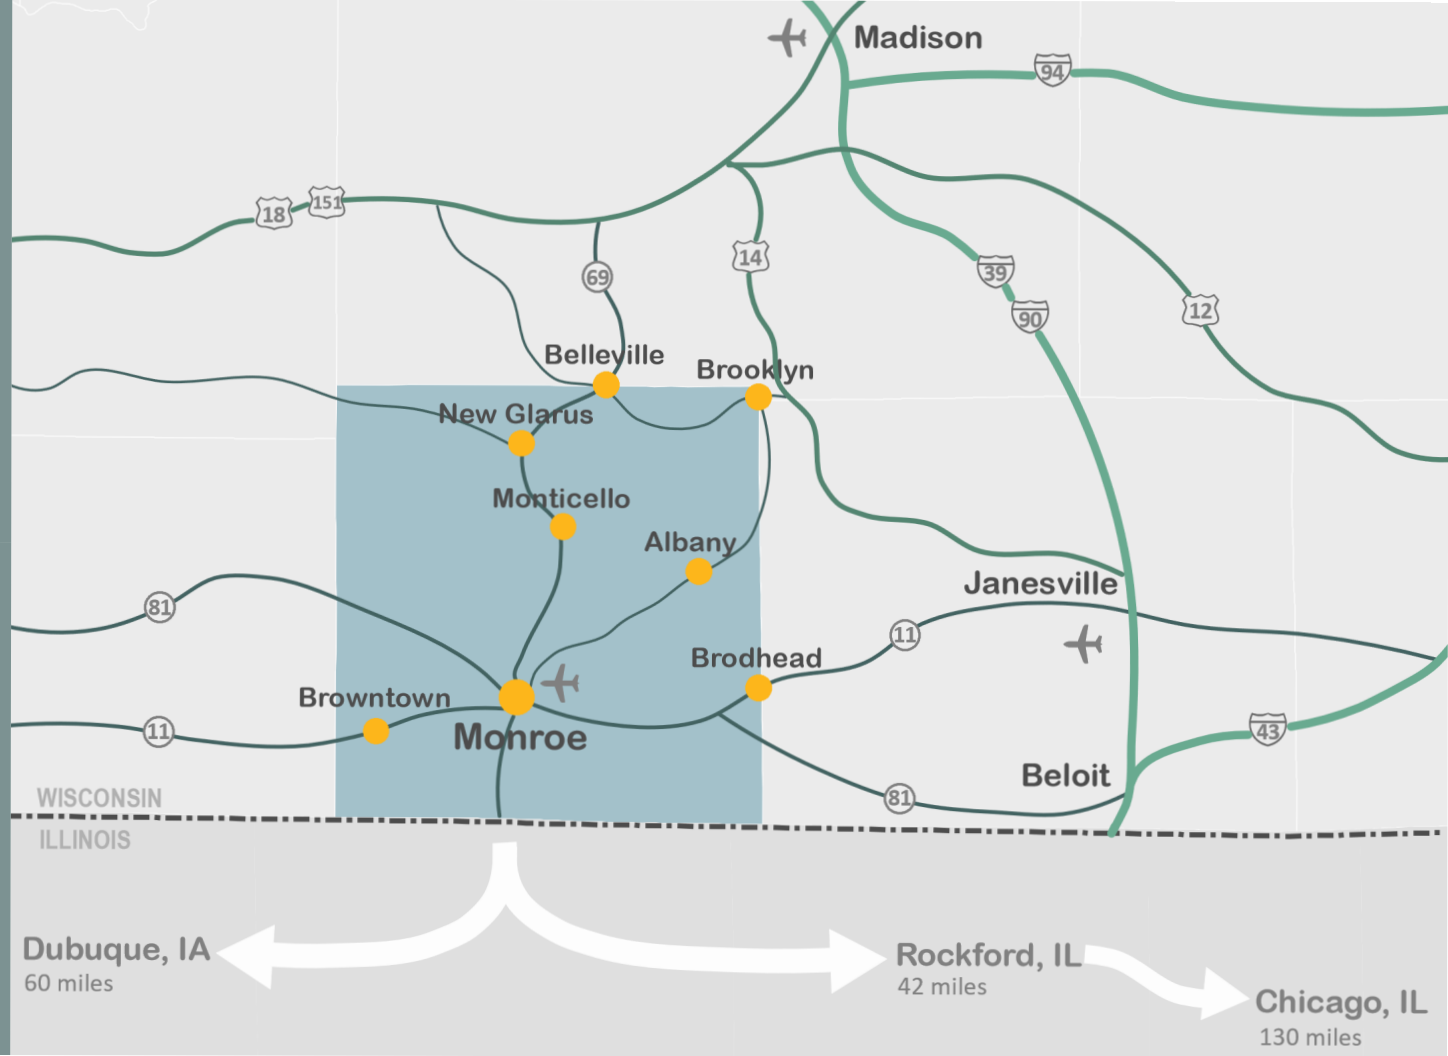 Madison
94
18
151
14
39
69
90
12
Belleville
Brooklyn
New Glarus
Monticello
Albany
Janesville
81
11
Brodhead
Browntown
Monroe
11
43
Beloit
81
WISCONSIN
ILLINOIS
Dubuque, IA
60 miles
Rockford, IL
42 miles
Chicago, IL
130 miles